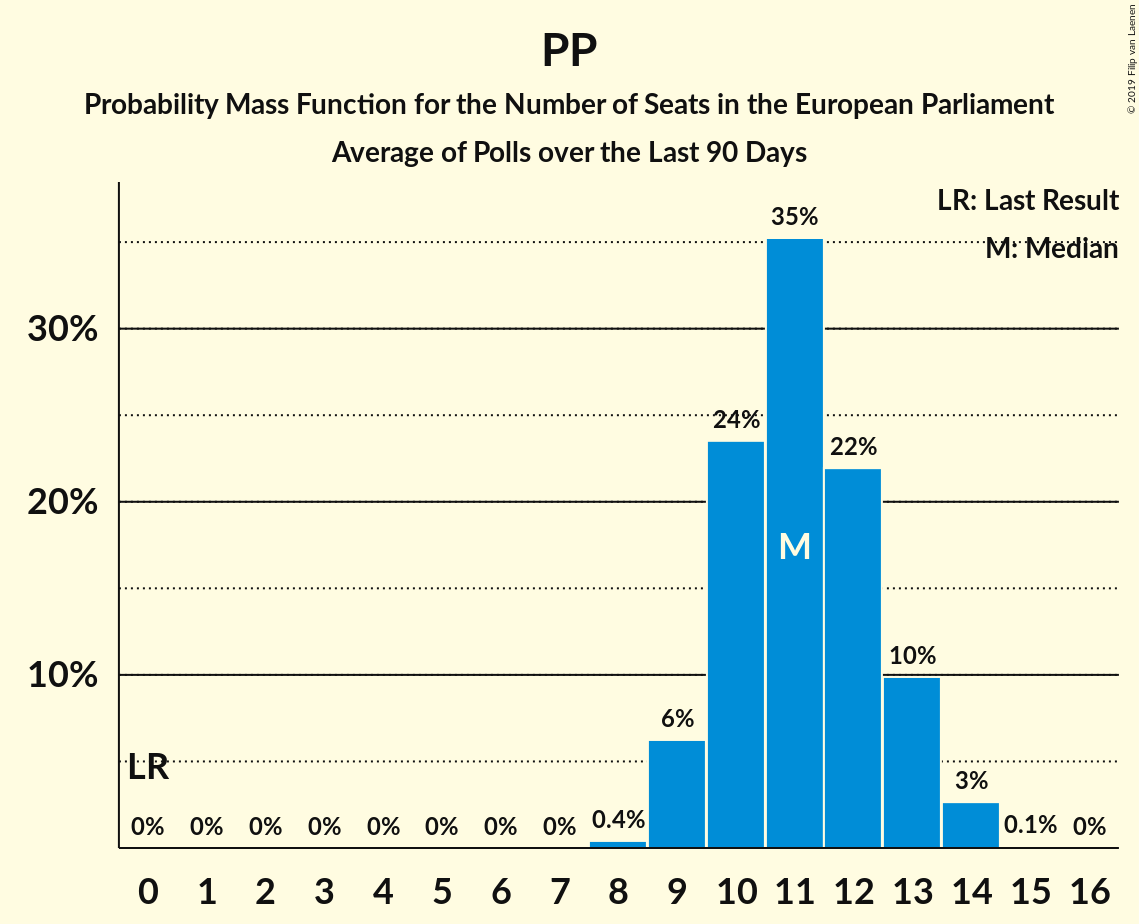 PP
Probability Mass Function for the Number of Seats in the European Parliament
Average of Polls over the Last 90 Days
© 2019 Filip van Laenen
LR: Last Result
M: Median
35%
30%
24%
22%
20%
M
10%
10%
6%
LR
3%
0% 0% 0% 0% 0% 0% 0% 0% 0.4% 0.1% 0%
0 1 2 3 4 5 6 7 8 9 10 11 12 13 14 15 16